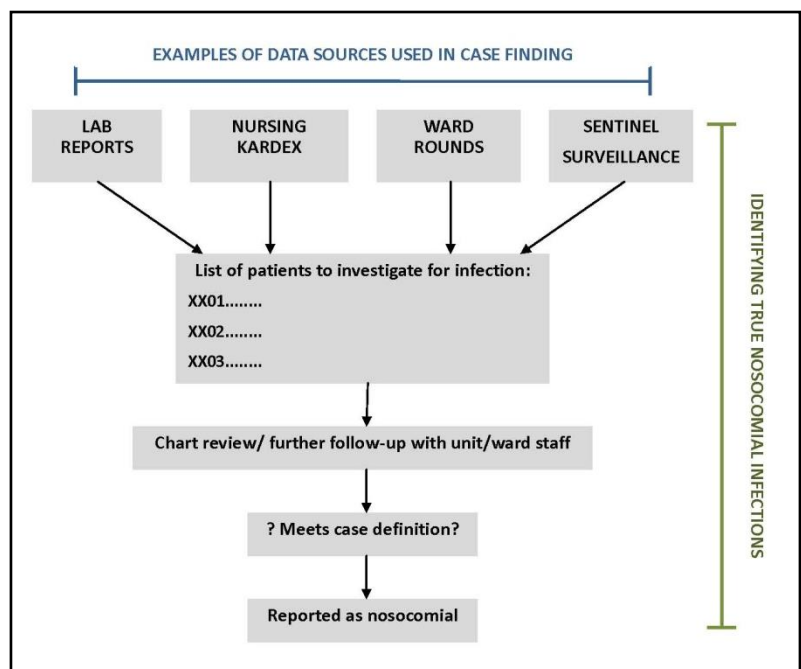 EXAMPLES OF DATA SOURCES USED IN CASE FINDING
LAB
REPORTS
NURSING
KARDEX
WARD
ROUNDS
SENTINEL
SURVEILLANCE
List of patients to investigate for infection:
XX01........
XX02........
XX03........
Chart review/ further follow-up with unit/ward staff
? Meets case definition?
Reported as nosocomial
IDENTIFYING TRUE NOSOCOMIAL INFECTIONS